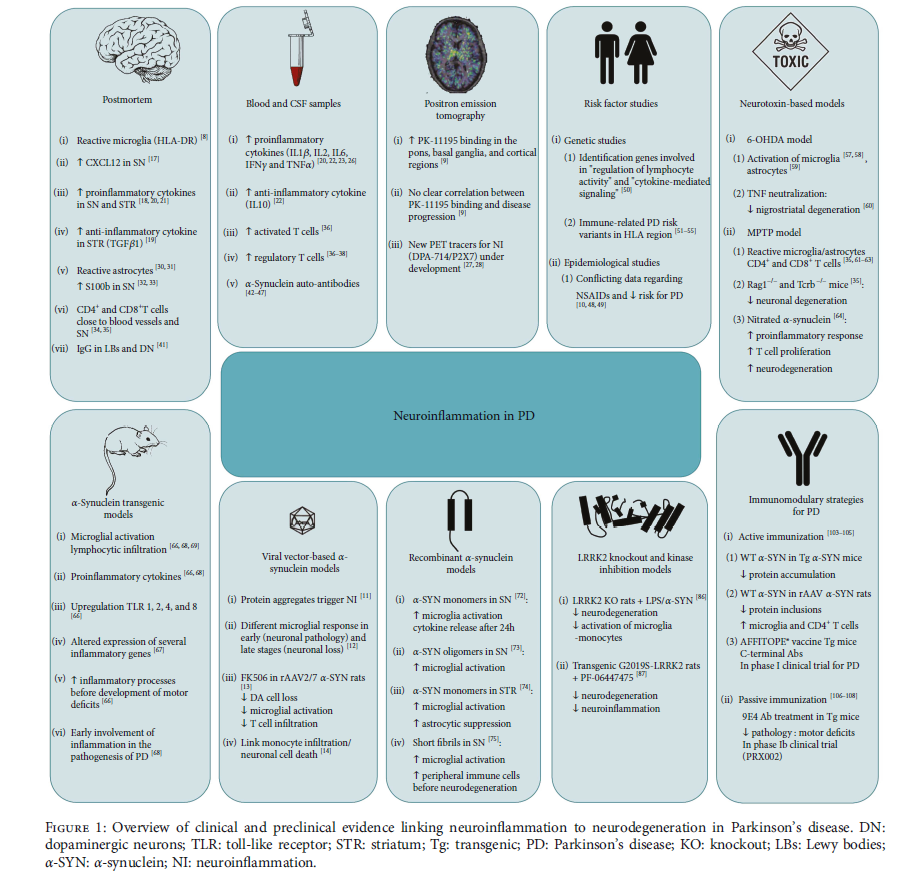 Postmortem
(i) Reactive microglia (HLA-DR) [8]
(ii) ↑ CXCL12 in SN [17]
(iii) ↑ proinflammatory cytokines
in SN and STR [18, 20, 21]
(iv) ↑ anti-inflammatory cytokine
in STR (TGFβ1) [19]
(v) Reactive astrocytes [30, 31]
↑ S100b in SN [32, 33]
(vi) CD4+ and CD8+T cells
close to blood vessels and
SN [34, 35]
(vii) IgG in LBs and DN [41]
Blood and CSF samples
(i) ↑ proinflammatory
cytokines (IL1β, IL2, IL6,
IFNγ and TNFα) [20, 22, 23, 26]
(ii) ↑ anti-inflammatory cytokine
(IL10) [22]
(iii) ↑ activated T cells [36]
(iv) ↑ regulatory T cells [36–38]
(v) α-Synuclein auto-antibodies
[42–47]
Positron emission
tomography
(i) ↑ PK-11195 binding in the
pons, basal ganglia, and cortical
regions [9]
(ii) No clear correlation between
PK-11195 binding and disease
progression [9]
(iii) New PET tracers for NI
(DPA-714/P2X7) under
development [27, 28]
Risk factor studies
(i) Genetic studies
(1) Identification genes involved
in "regulation of lymphocyte
activity" and "cytokine-mediated
signaling" [50]
(2) Immune-related PD risk
variants in HLA region [51–55]
(ii) Epidemiological studies
(1) Conflicting data regarding
NSAIDs and ↓ risk for PD
[10, 48, 49]
TOXIC
Neurotoxin-based models
(i) 6-OHDA model
(1) Activation of microglia [57, 58],
astrocytes [59]
(2) TNF neutralization:
↓ nigrostriatal degeneration [60]
(ii) MPTP model
(1) Reactive microglia/astrocytes
CD4+ and CD8+ T cells [35, 61–63]
(2) Rag1−/− and Tcrb −/− mice [35]:
↓ neuronal degeneration
(3) Nitrated α-synuclein [64]:
↑ proinflammatory response
↑ T cell proliferation
↑ neurodegeneration
Neuroinflammation in PD
α-Synuclein transgenic
models
(i) Microglial activation
lymphocytic infiltration [66, 68, 69]
(ii) Proinflammatory cytokines [66, 68]
(iii) Upregulation TLR 1, 2, 4, and 8
[66]
(iv) Altered expression of several
inflammatory genes [67]
(v) ↑ inflammatory processes
before development of motor
deficits [66]
(vi) Early involvement of
inflammation in the
pathogenesis of PD [68]
Viral vector-based α-
synuclein models
(i) Protein aggregates trigger NI [11]
(ii) Different microglial response in
early (neuronal pathology) and
late stages (neuronal loss) [12]
(iii) FK506 in rAAV2/7 α-SYN rats
[13]
↓ DA cell loss
↓ microglial activation
↓ T cell infiltration
(iv) Link monocyte infiltration/
neuronal cell death [14]
Recombinant α-synuclein
models
(i) α-SYN monomers in SN [72]:
↑ microglia activation
cytokine release after 24h
(ii) α-SYN oligomers in SN [73]:
↑ microglial activation
(iii) α-SYN monomers in STR [74]:
↑ microglial activation
↑ astrocytic suppression
(iv) Short fibrils in SN [75]:
↑ microglial activation
↑ peripheral immune cells
before neurodegeneration
LRRK2 knockout and kinase
inhibition models
(i) LRRK2 KO rats + LPS/α-SYN [86]
↓ neurodegeneration
↓ activation of microglia
-monocytes
(ii) Transgenic G2019S-LRRK2 rats
+ PF-06447475 [87]
↓ neurodegeneration
↓ neuroinflammation
Immunomodulary strategies
for PD
(i) Active immunization [103–105]
(1) WT α-SYN in Tg α-SYN mice
↓ protein accumulation
(2) WT α-SYN in rAAV α-SYN rats
↓ protein inclusions
↑ microglia and CD4+ T cells
(3) AFFITOPE® vaccine Tg mice
C-terminal Abs
In phase I clinical trial for PD
(ii) Passive immunization [106–108]
9E4 Ab treatment in Tg mice
↓ pathology : motor deficits
In phase Ib clinical trial
(PRX002)
Figure 1: Overview of clinical and preclinical evidence linking neuroinflammation to neurodegeneration in Parkinson's disease. DN:
dopaminergic neurons; TLR: toll-like receptor; STR: striatum; Tg: transgenic; PD: Parkinson's disease; KO: knockout; LBs: Lewy bodies;
α-SYN: α-synuclein; NI: neuroinflammation.